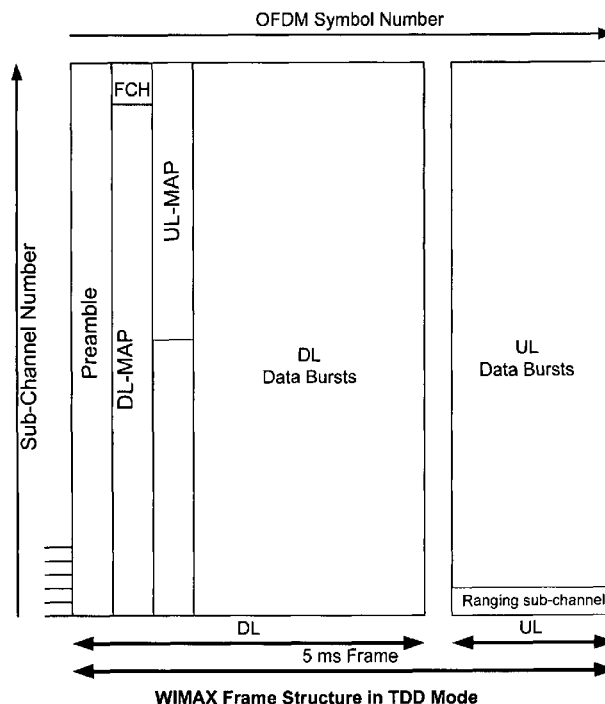 OFDM Symbol Number
Sub-Channel Number
Preamble
FCH
DL-MAP
UL-MAP
DL
Data Bursts
UL
Data Bursts
Ranging sub-channel
DL
UL
5 ms Frame
WIMAX Frame Structure in TDD Mode